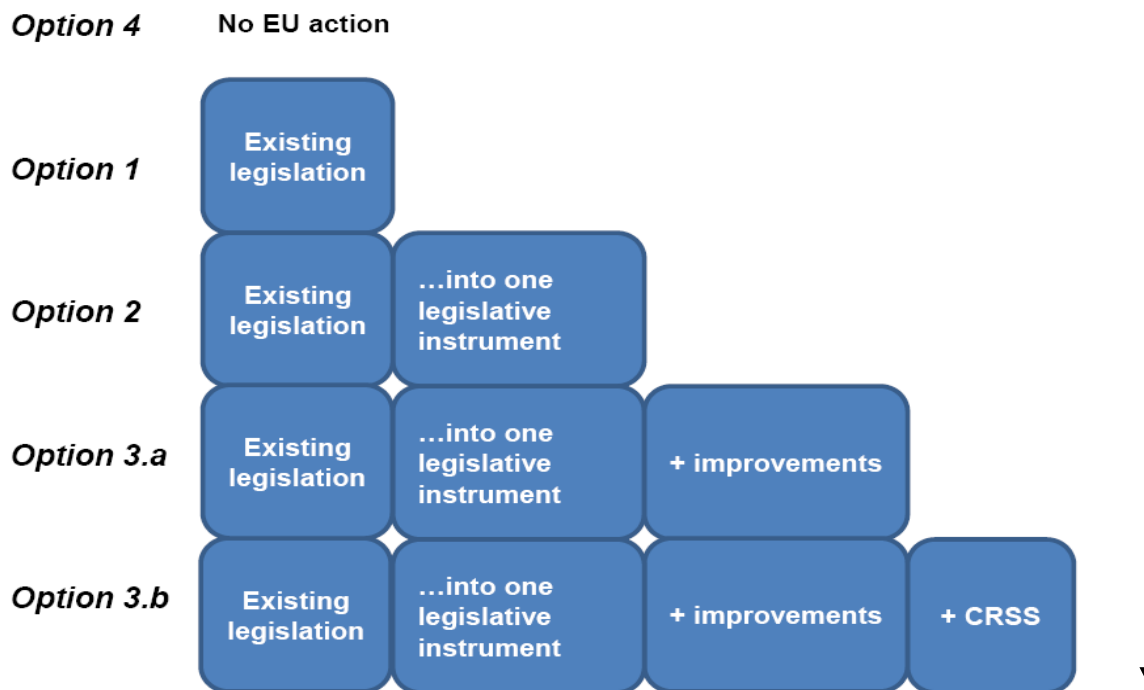 Option 4 No EU action
Option 1
Existing
legislation
Option 2
Existing
legislation
…into one
legislative
instrument
Option 3.a
Existing
legislation
…into one
legislative
instrument
+ improvements
Option 3.b
Existing
legislation
…into one
legislative
instrument
+ improvements
+ CRSS